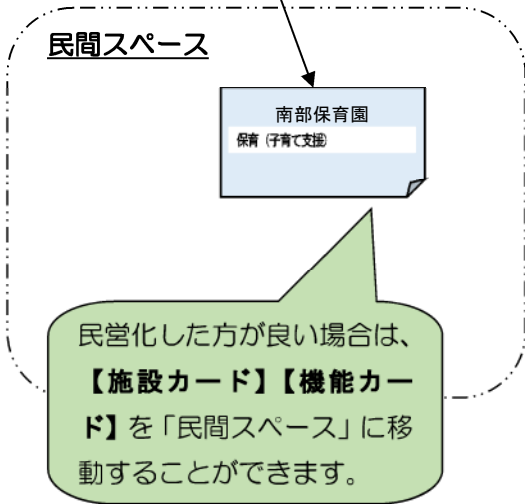 民間スペース
南部保育園
保育（子育て支援）
民営化した方が良い場合は、
【施設カード】【機能カー
ド】を「民間スペース」に移
動することができます。